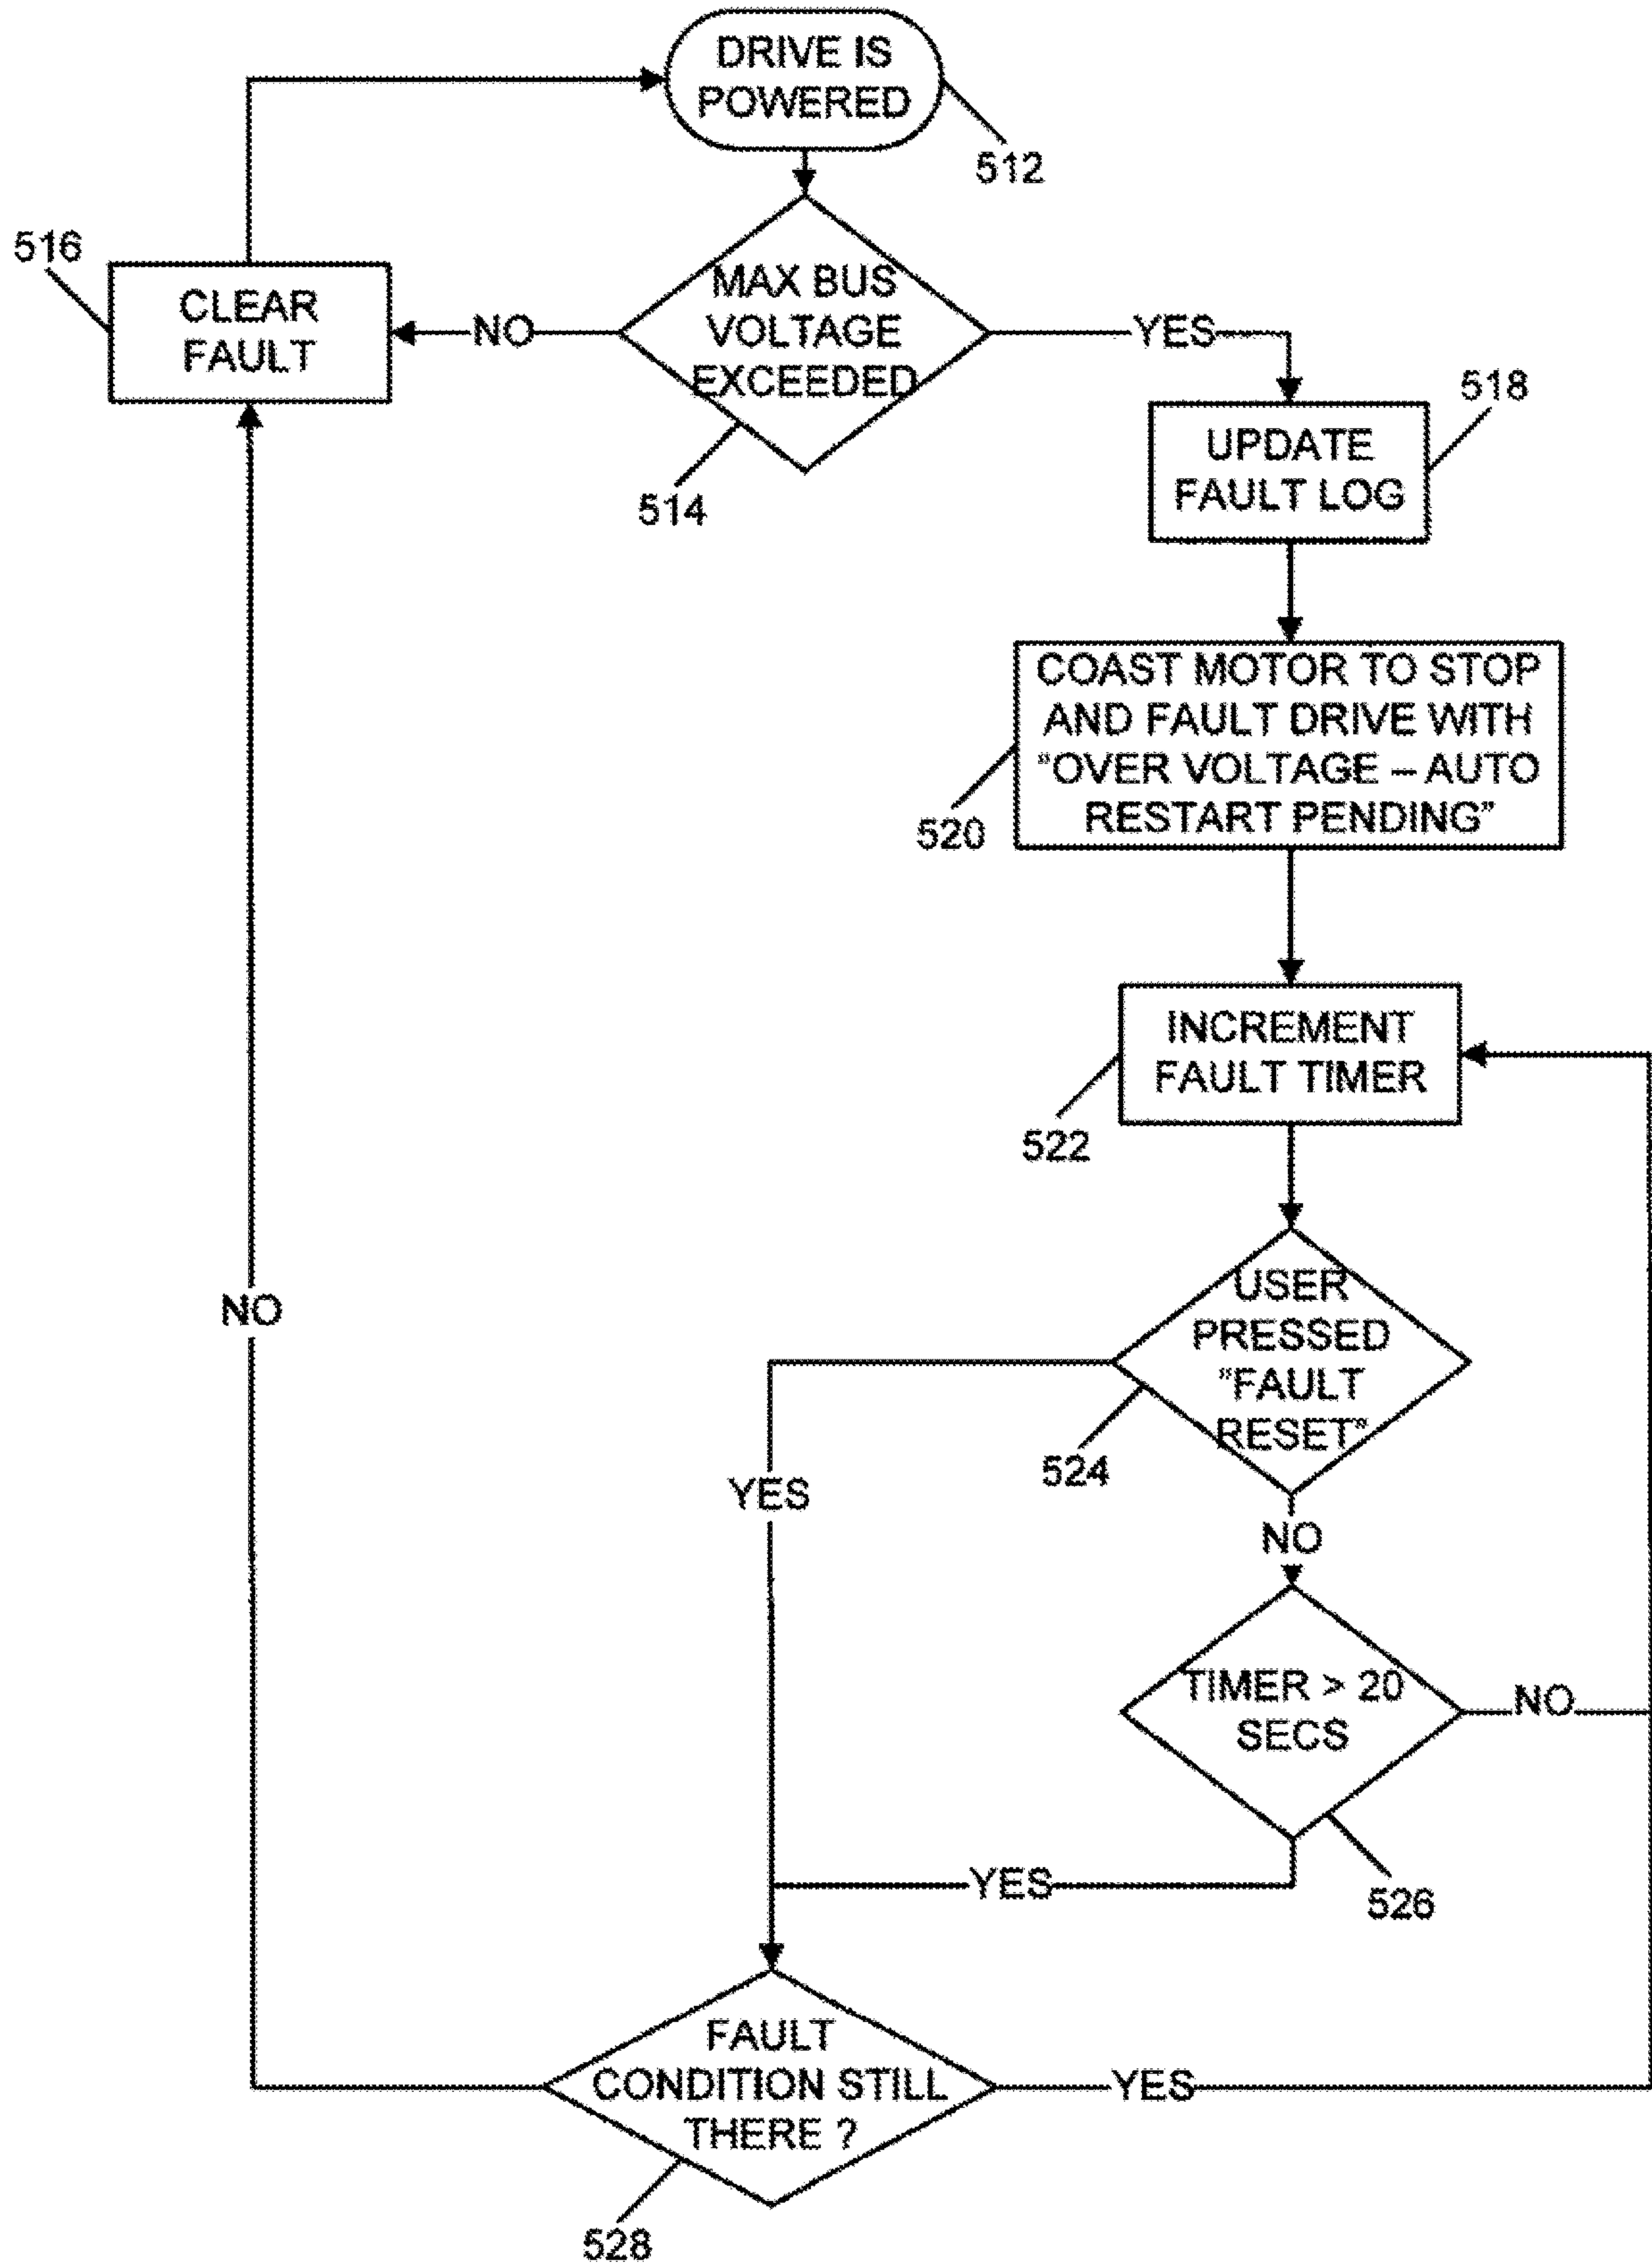 DRIVE IS
POWERED
512
516
CLEAR
FAULT
NO
MAX BUS
VOLTAGE
EXCEEDED
514
YES
518
UPDATE
FAULT LOG
COAST MOTOR TO STOP
AND FAULT DRIVE WITH
"OVER VOLTAGE – AUTO
RESTART PENDING"
520
INCREMENT
FAULT TIMER
522
USER
PRESSED
"FAULT
RESET"
524
YES
NO
NO
TIMER > 20
SECS
NO
526
YES
FAULT
CONDITION STILL
THERE ?
YES
528